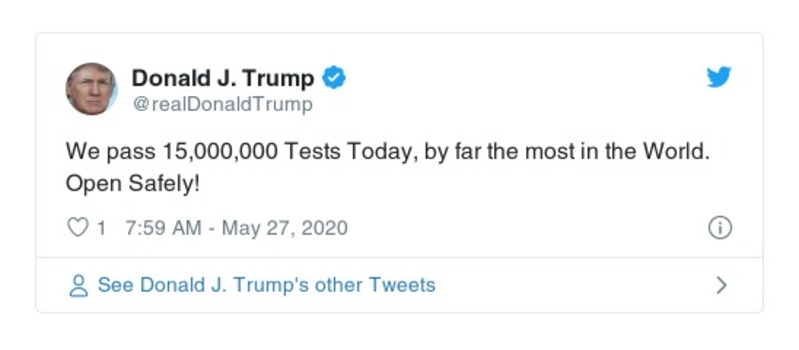 Donald J. Trump
@realDonaldTrump
We pass 15,000,000 Tests Today, by far the most in the World.
Open Safely!
1 7:59 AM - May 27, 2020
See Donald J. Trump's other Tweets